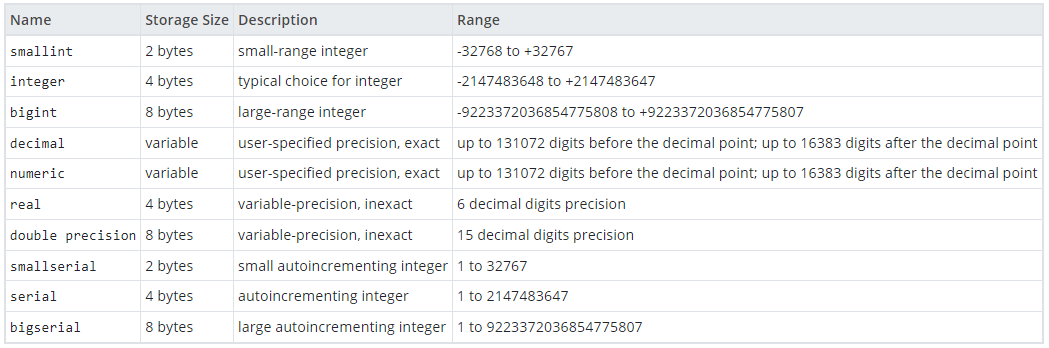 Name Storage Size Description Range
smallint 2 bytes small-range integer -32768 to +32767
integer 4 bytes typical choice for integer -2147483648 to +2147483647
bigint 8 bytes large-range integer -9223372036854775808 to +9223372036854775807
decimal variable user-specified precision, exact up to 131072 digits before the decimal point; up to 16383 digits after the decimal point
numeric variable user-specified precision, exact up to 131072 digits before the decimal point; up to 16383 digits after the decimal point
real 4 bytes variable-precision, inexact 6 decimal digits precision
double precision 8 bytes variable-precision, inexact 15 decimal digits precision
smallserial 2 bytes small autoincrementing integer 1 to 32767
serial 4 bytes autoincrementing integer 1 to 2147483647
bigserial 8 bytes large autoincrementing integer 1 to 9223372036854775807